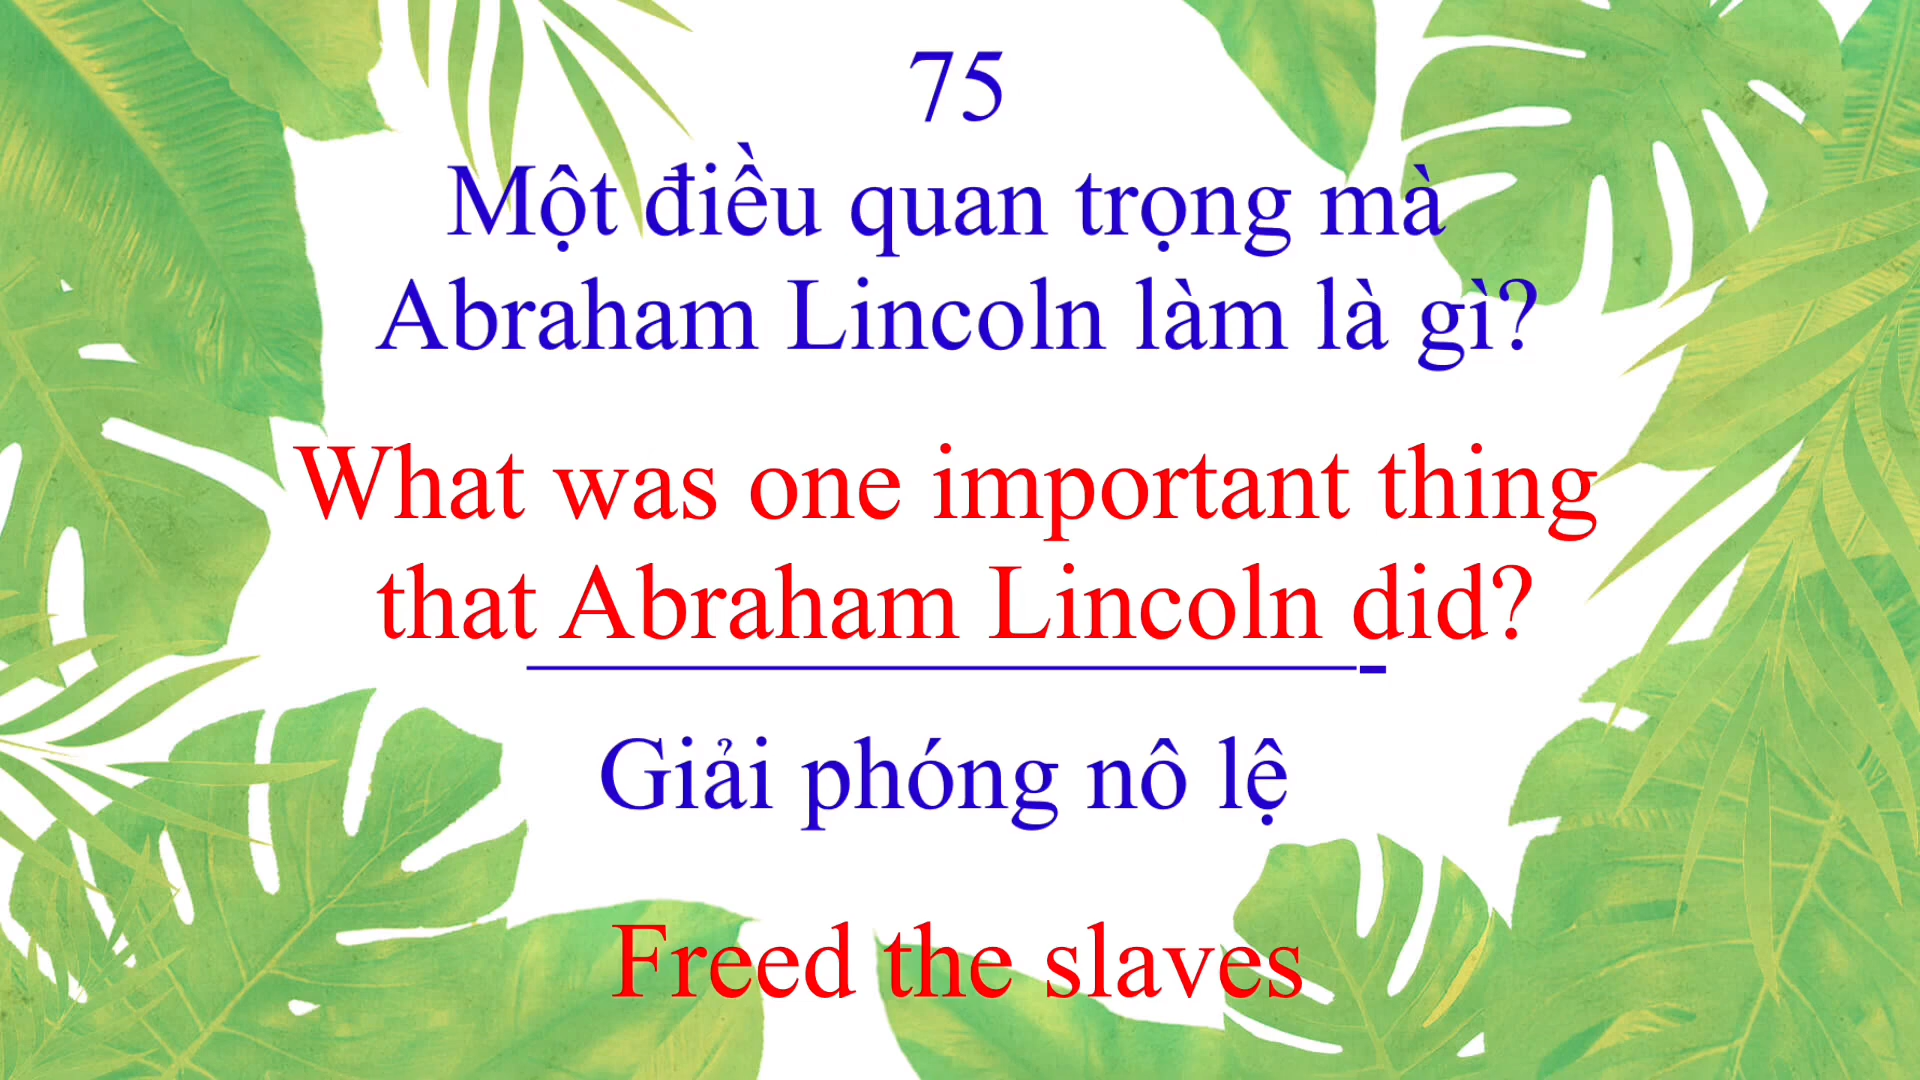 75
Một điều quan trọng mà
Abraham Lincoln làm là gì?
What was one important thing
that Abraham Lincoln did?
Giải phóng nô lệ
Freed the slaves